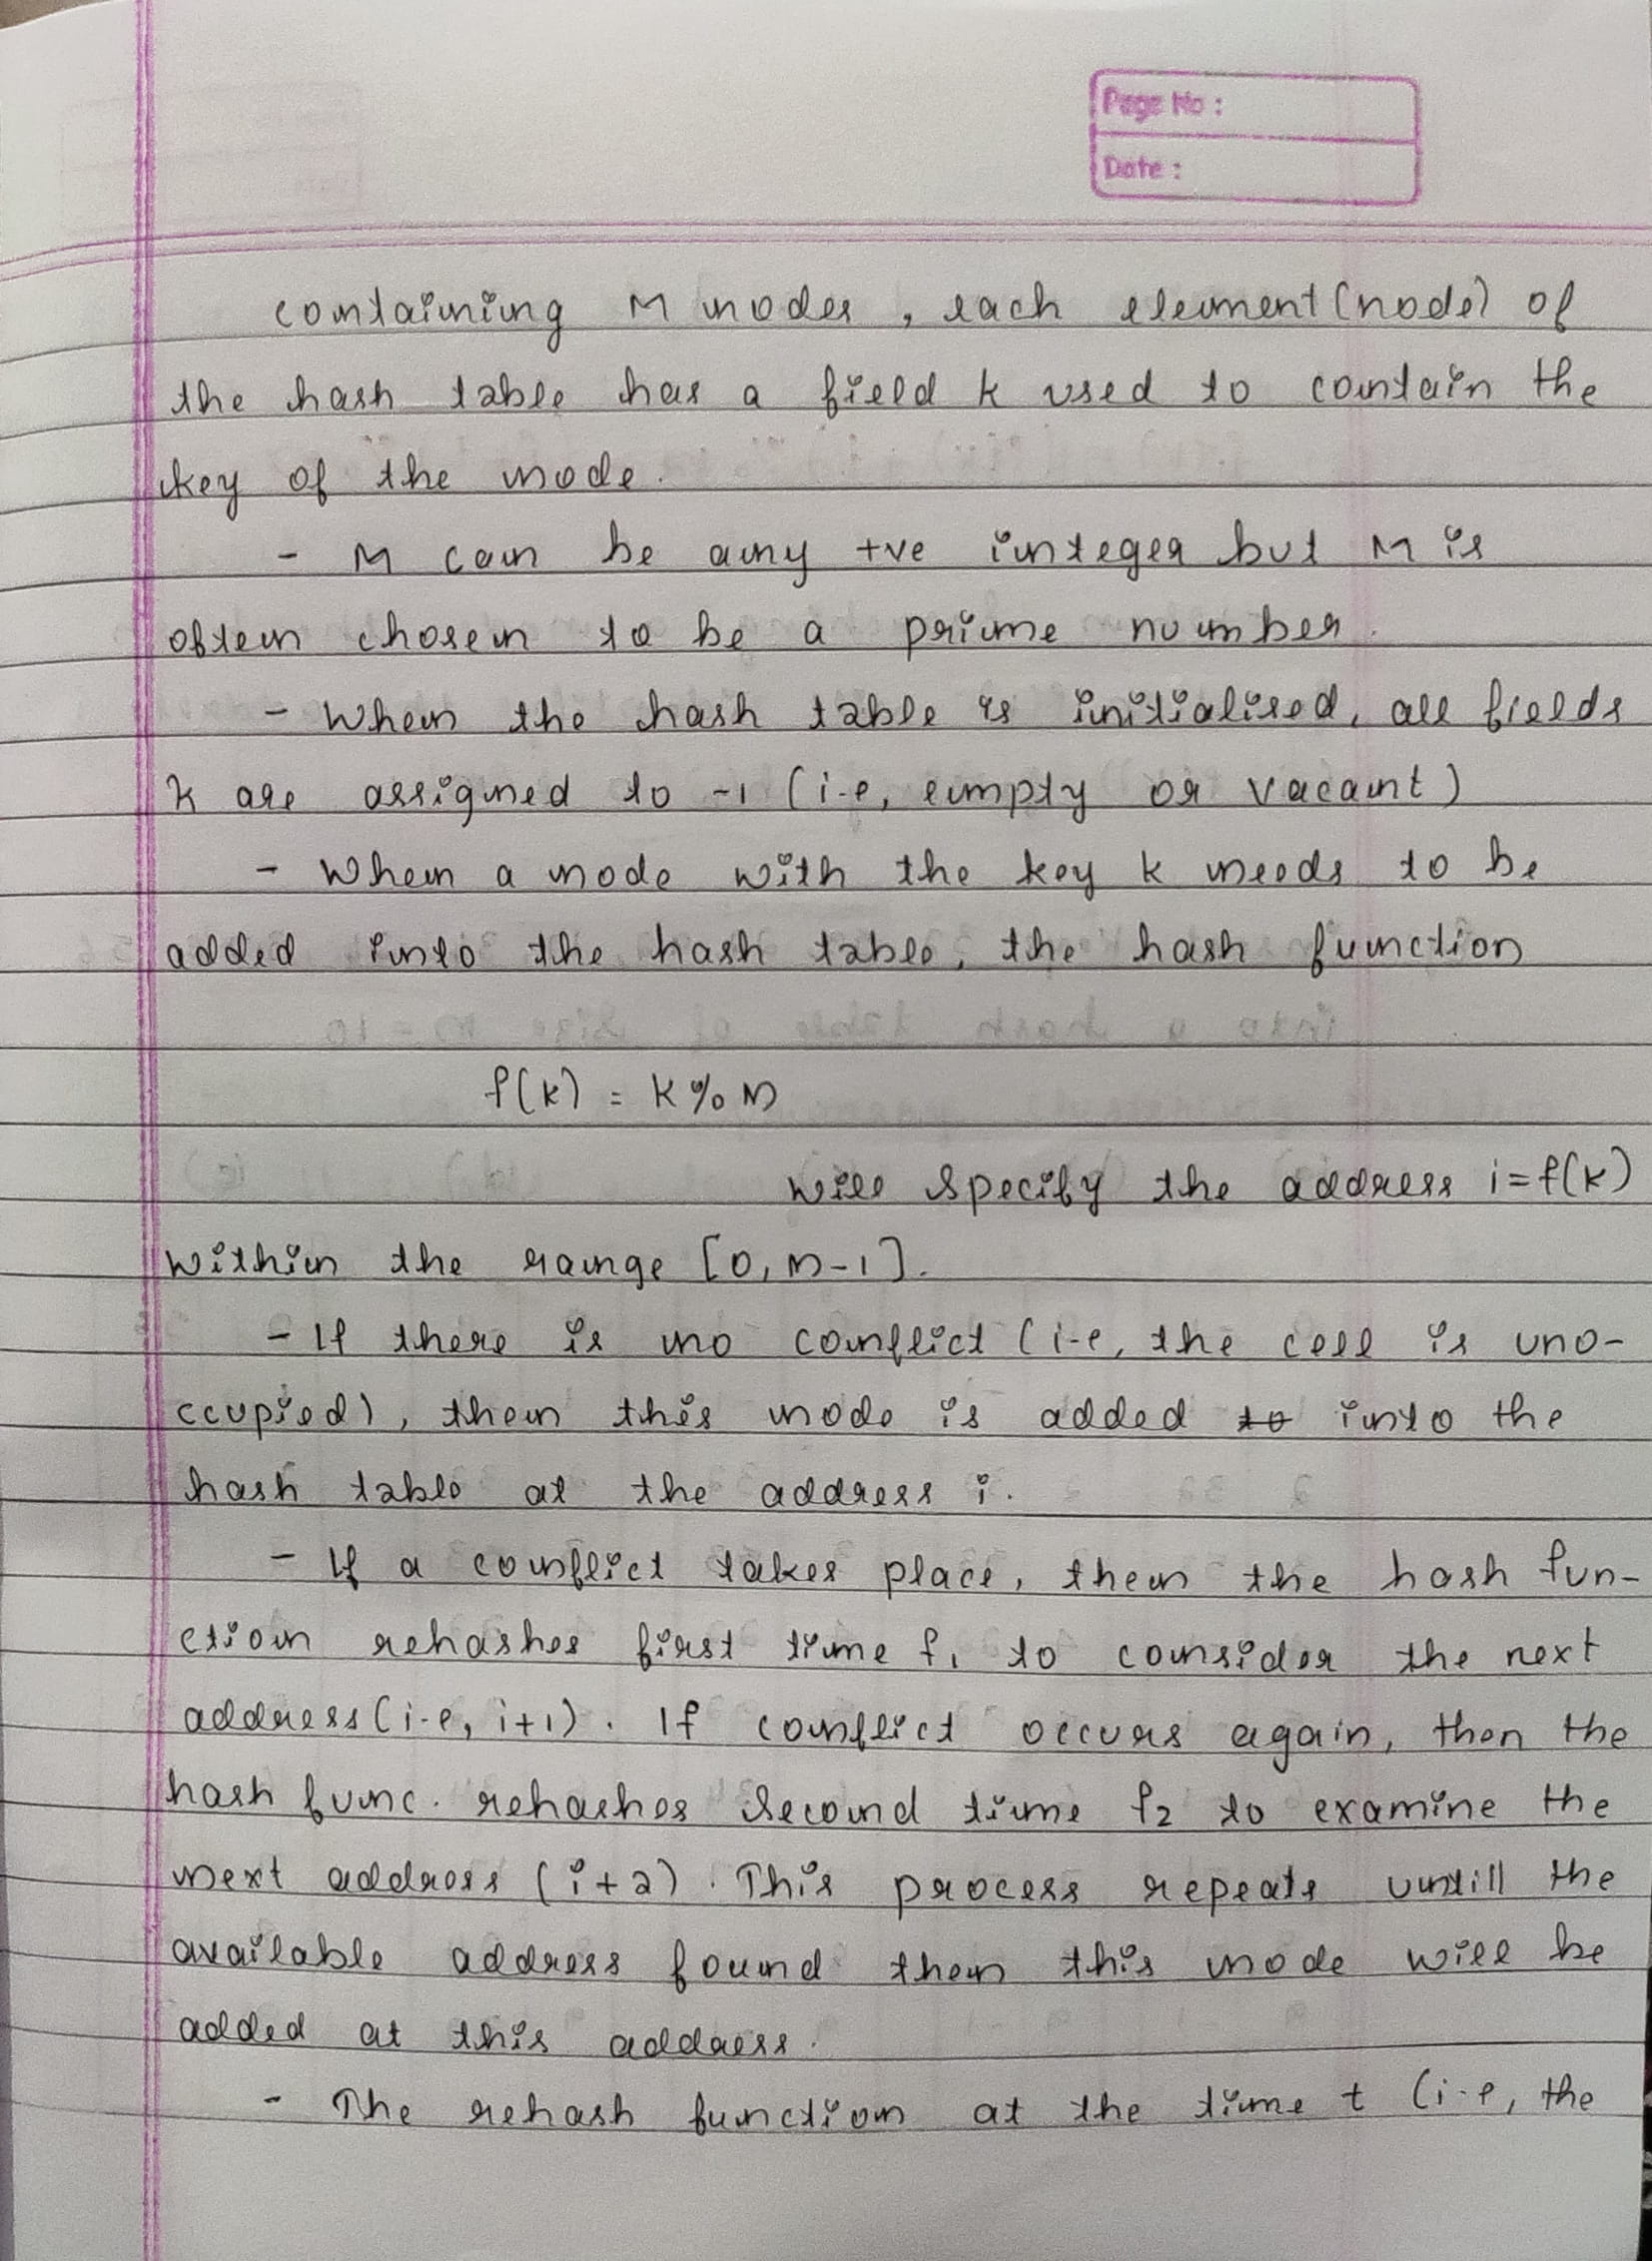 Page No :
Date :
containing M nodes, each element (node) of
the hash table has a field k used to contain the
key of the node.
- M can be any +ve integer but M is
often chosen to be a prime number.
- When the hash table is initialised, all fields
k are assigned to -1 (i.e, empty or vacant)
- When a node with the key k needs to be
added into the hash table, the hash function
f(k) = k % M
will specify the address i=f(k)
within the range [0, M-1].
- If there is no conflict (i.e, the cell is uno-
ccupied), then this node is added to into the
hash table at the address i.
- If a conflict takes place, then the hash fun-
ction rehashes first time f1 to consider the next
address (i.e, i+1). If conflict occurs again, then the
hash func. rehashes second time f2 to examine the
next address (i+2). This process repeats untill the
available address found then this node will be
added at this address.
- The rehash function at the time t (i.e, the